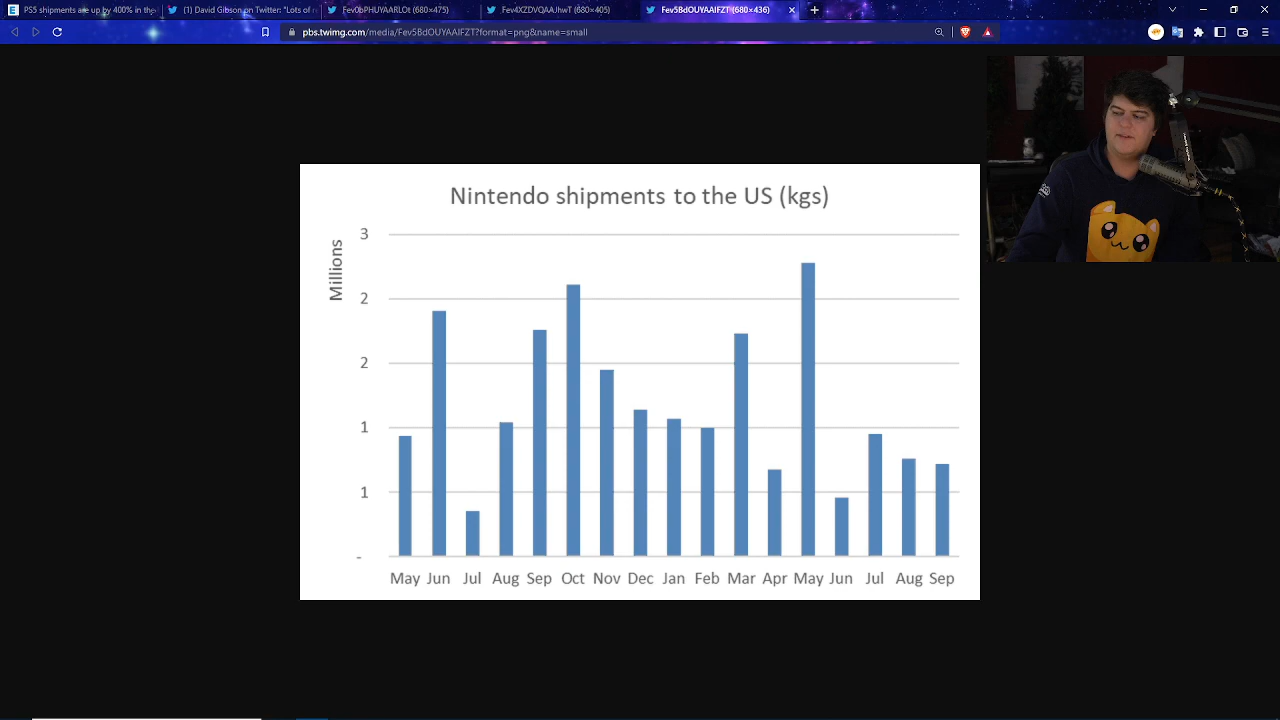 PS5 shipments are up by 400% in the
(1) David Gibson on Twitter: "Lots of r
Fev0bPHUYAARLOt (680×475)
Fev4XZDVQAAJhwT (680×405)
Fev5BdOUYAAIFZT (680×436)
pbs.twimg.com/media/Fev5BdOUYAAIFZT?format=png&name=small
Nintendo shipments to the US (kgs)
Millions
3
2
2
1
1
-
May Jun Jul Aug Sep Oct Nov Dec Jan Feb Mar Apr May Jun Jul Aug Sep